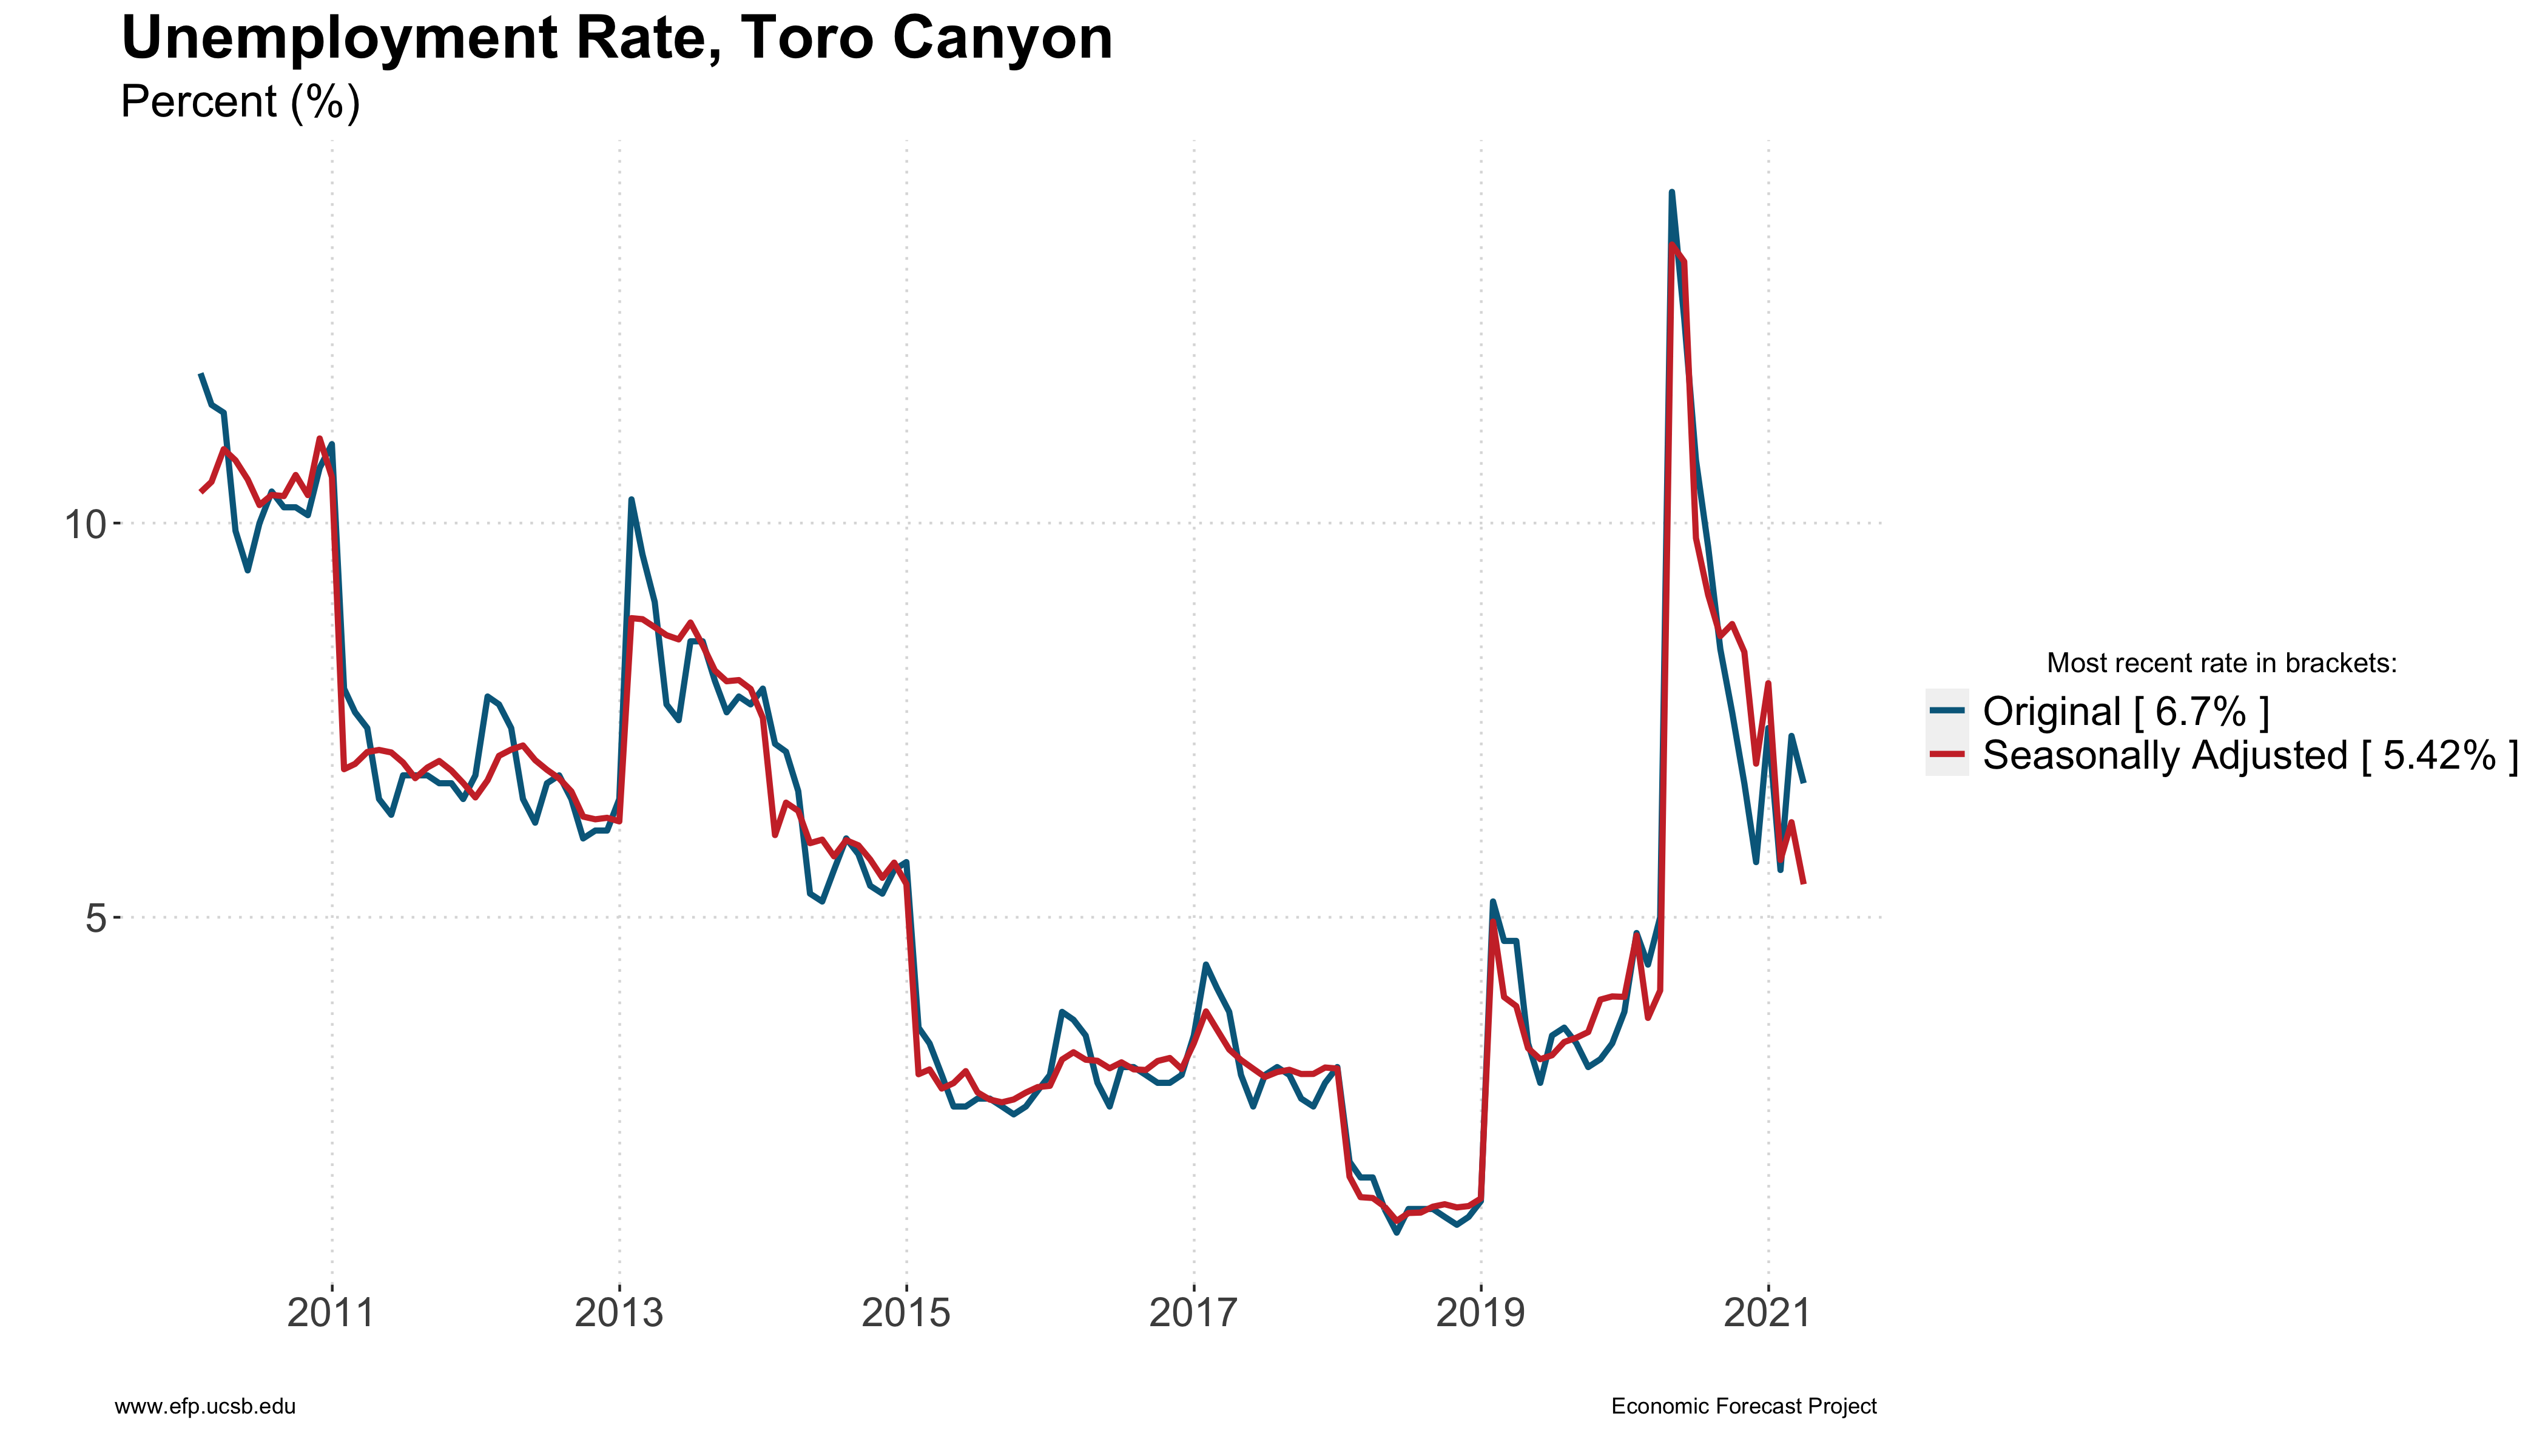 Unemployment Rate, Toro Canyon
Percent (%)
10
5
Most recent rate in brackets:
Original [ 6.7% ]
Seasonally Adjusted [ 5.42% ]
2011 2013 2015 2017 2019 2021
www.efp.ucsb.edu Economic Forecast Project